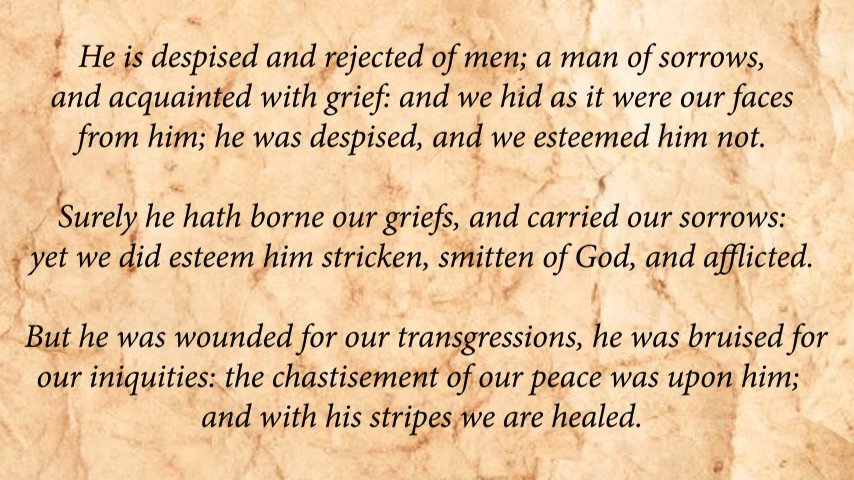 He is despised and rejected of men; a man of sorrows,
and acquainted with grief: and we hid as it were our faces
from him; he was despised, and we esteemed him not.
Surely he hath borne our griefs, and carried our sorrows:
yet we did esteem him stricken, smitten of God, and afflicted.
But he was wounded for our transgressions, he was bruised for
our iniquities: the chastisement of our peace was upon him;
and with his stripes we are healed.